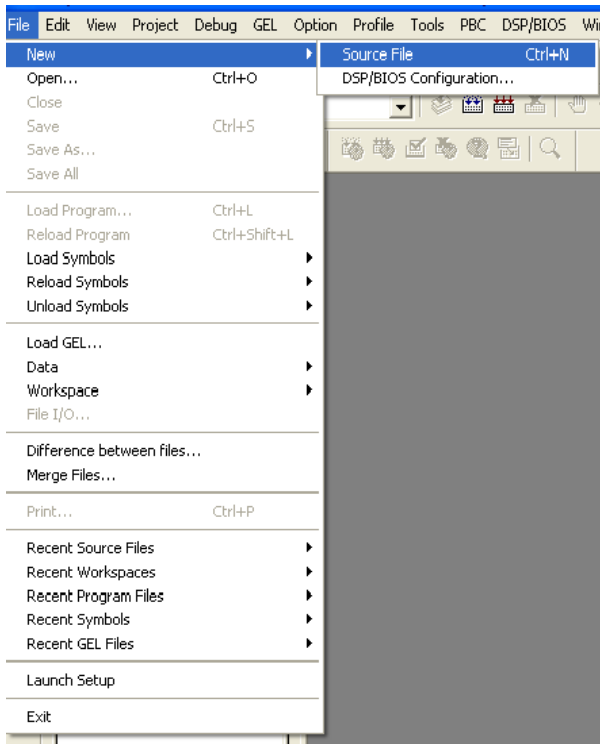 File Edit View Project Debug GEL Option Profile Tools PBC DSP/BIOS
New Source File Ctrl+N
Open... Ctrl+O DSP/BIOS Configuration...
Close
Save Ctrl+S
Save As...
Save All
Load Program... Ctrl+L
Reload Program Ctrl+Shift+L
Load Symbols
Reload Symbols
Unload Symbols
Load GEL...
Data
Workspace
File I/O...
Difference between files...
Merge Files...
Print... Ctrl+P
Recent Source Files
Recent Workspaces
Recent Program Files
Recent Symbols
Recent GEL Files
Launch Setup
Exit